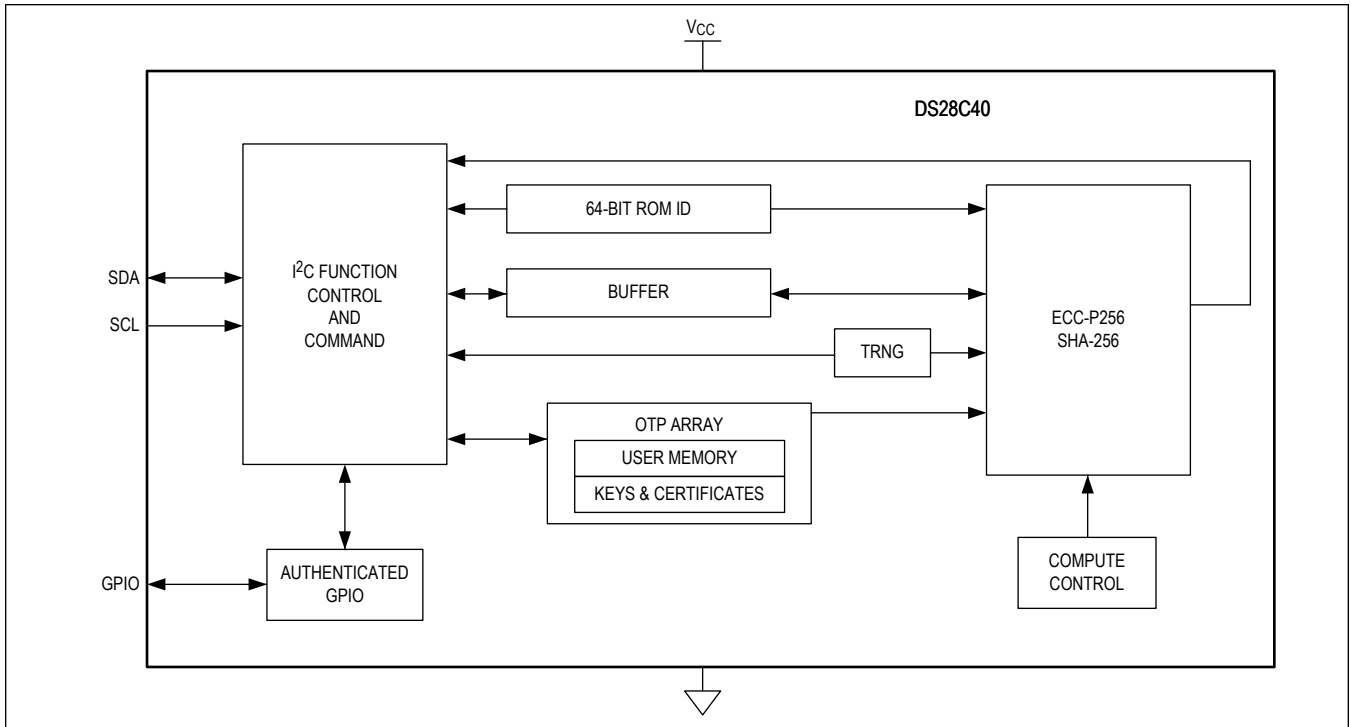 VCC
DS28C40
64-BIT ROM ID
I²C FUNCTION
CONTROL
AND
COMMAND
SDA
SCL
BUFFER
ECC-P256
SHA-256
TRNG
OTP ARRAY
USER MEMORY
KEYS & CERTIFICATES
GPIO
AUTHENTICATED
GPIO
COMPUTE
CONTROL